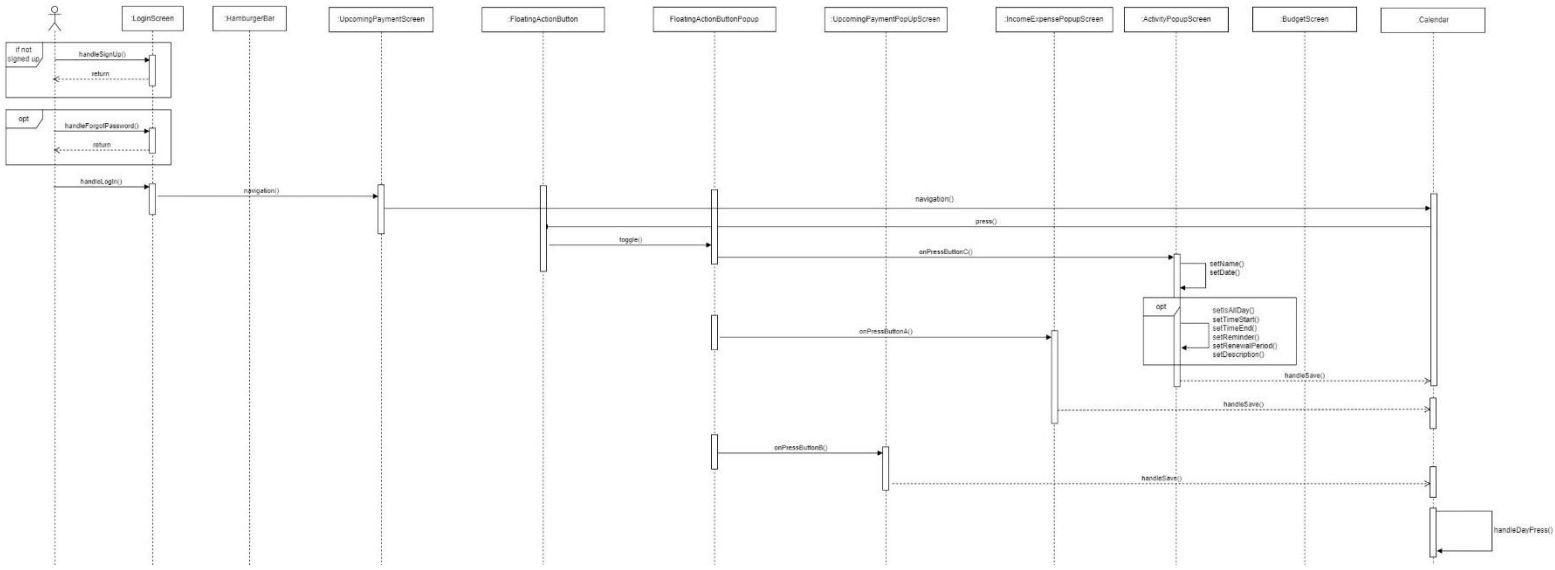 :LoginScreen
:HamburgerBar
:UpcomingPaymentScreen
:FloatingActionButton
FloatingActionButtonPopup
:UpcomingPaymentPopUpScreen
:IncomeExpensePopupScreen
:ActivityPopupScreen
:BudgetScreen
:Calendar
if not
signed up
handleSignUp()
return
opt
handleForgotPassword()
return
handleLogIn()
navigation()
navigation()
press()
toggle()
onPressButtonC()
setName()
setDate()
opt
setIsAllDay()
setTimeStart()
setTimeEnd()
setReminder()
setRenewalPeriod()
setDescription()
onPressButtonA()
handleSave()
handleSave()
onPressButtonB()
handleSave()
handleDayPress()